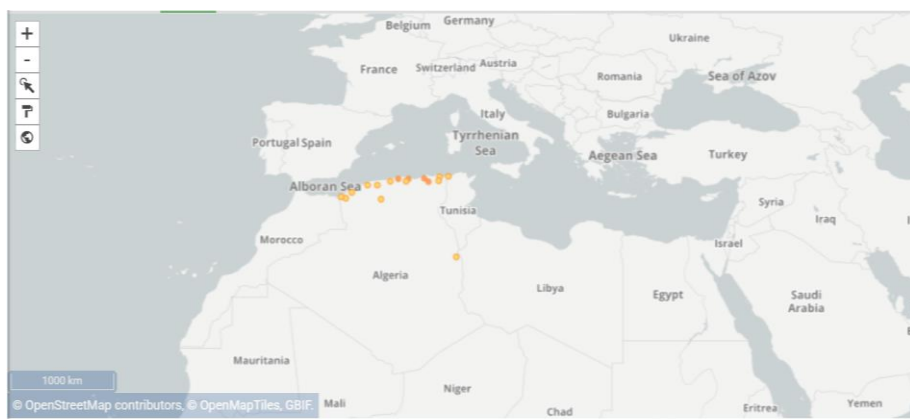 +
-
Belgium
Germany
Ukraine
France
Switzerland
Austria
Romania
Sea of Azov
Italy
Bulgaria
Portugal
Spain
Tyrrhenian
Sea
Aegean Sea
Turkey
Alboran Sea
Tunisia
Syria
Iraq
Morocco
Israel
Algeria
Libya
Egypt
Saudi
Arabia
Mauritania
1000 km
Niger
Mali
Chad
Eritrea
Yemen
© OpenStreetMap contributors, © OpenMapTiles, GBIF.